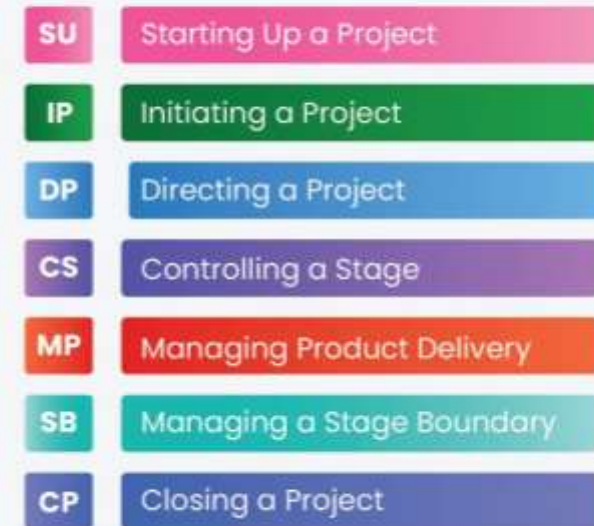 SU Starting Up a Project
IP Initiating a Project
DP Directing a Project
CS Controlling a Stage
MP Managing Product Delivery
SB Managing a Stage Boundary
CP Closing a Project